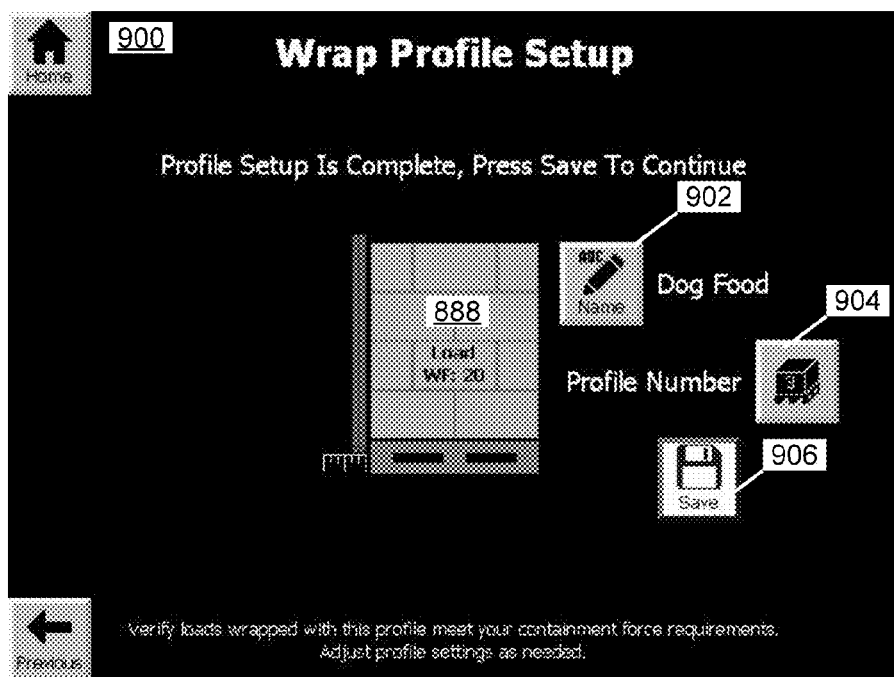 Home
900
Wrap Profile Setup
Profile Setup Is Complete, Press Save To Continue
902
ABC
Name
Dog Food
904
888
Load
WF: 20
Profile Number
3
906
Save
Previous
Verify loads wrapped with this profile meet your containment force requirements.
Adjust profile settings as needed.